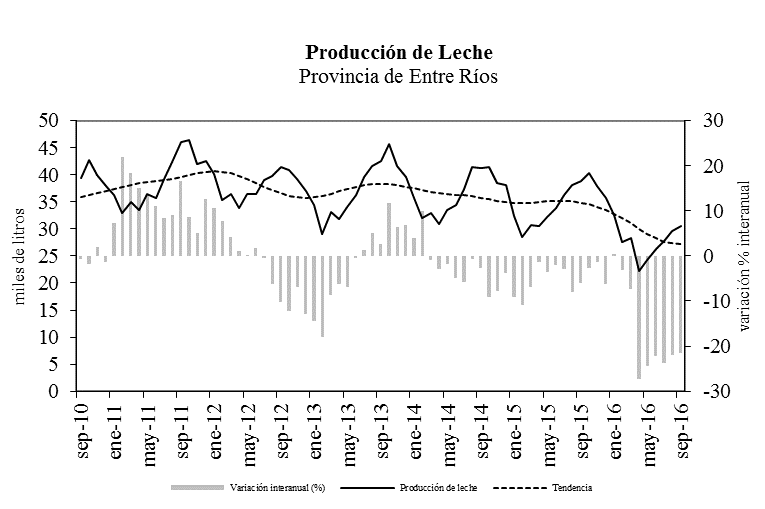 Producción de Leche
Provincia de Entre Ríos
miles de litros
50
45
40
35
30
25
20
15
10
5
0
30
20
10
0
-10
-20
-30
variación % interanual
sep-10
ene-11
may-11
sep-11
ene-12
may-12
sep-12
ene-13
may-13
sep-13
ene-14
may-14
sep-14
ene-15
may-15
sep-15
ene-16
may-16
sep-16
Variación interanual (%)
Producción de leche
Tendencia